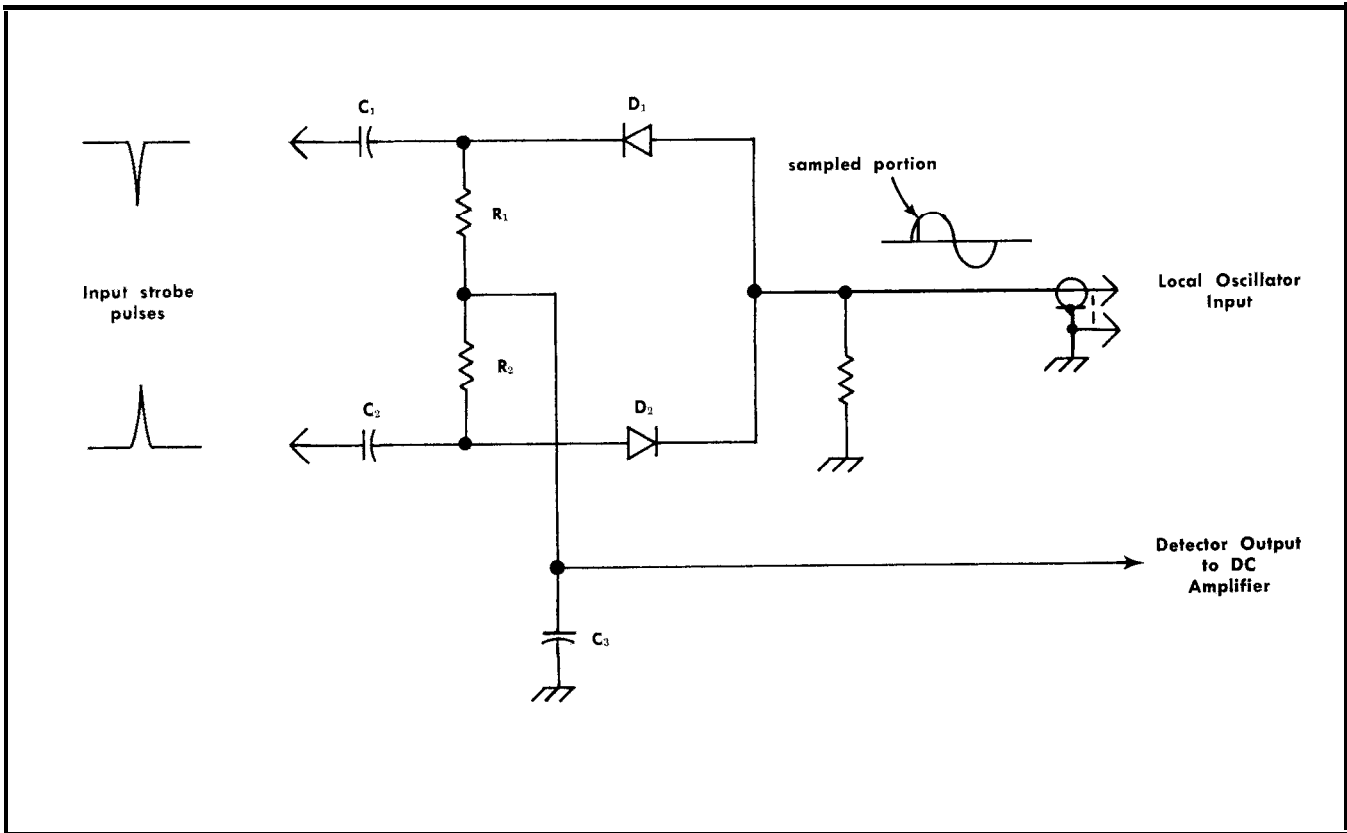 C₁
D₁
sampled portion
R₁
Input strobe
pulses
Local Oscillator
Input
R₂
C₂
D₂
Detector Output
to DC
Amplifier
C₃